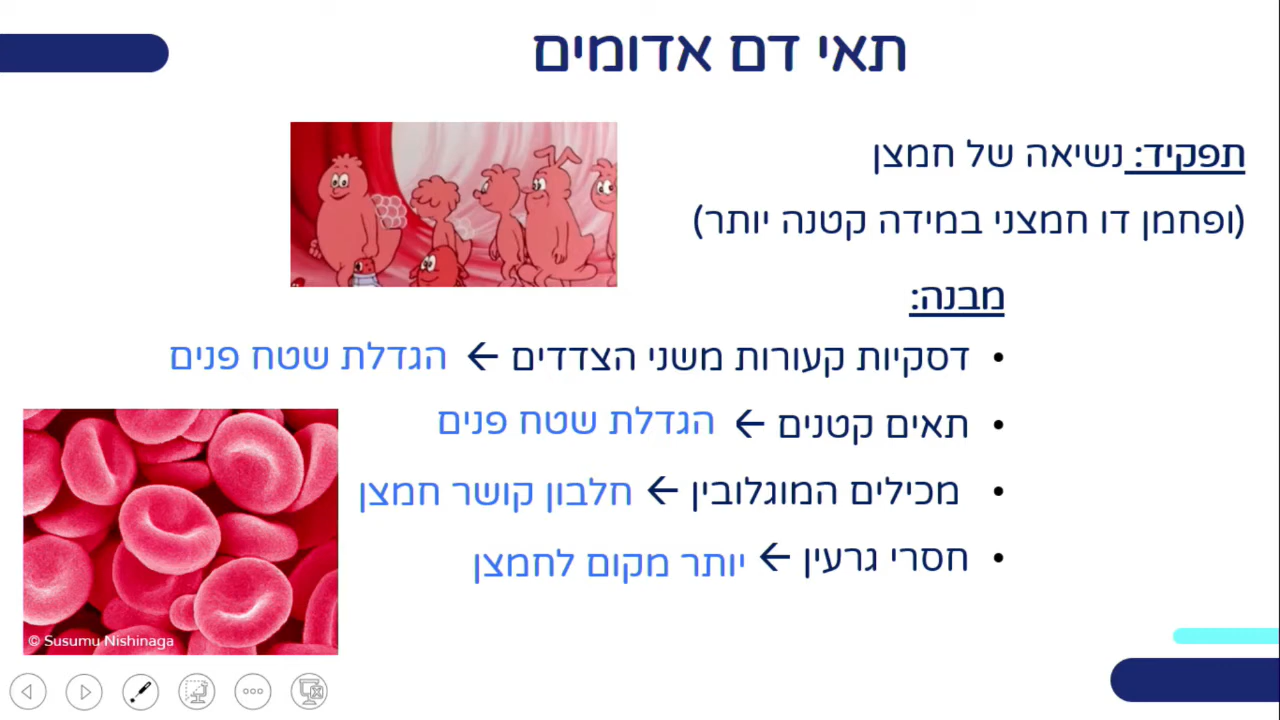 תאי דם אדומים
תפקיד: נשיאה של חמצן
(ופחמן דו חמצני במידה קטנה יותר)
מבנה:
• דסקיות קעורות משני הצדדים ← הגדלת שטח פנים
• תאים קטנים ← הגדלת שטח פנים
• מכילים המוגלובין ← חלבון קושר חמצן
• חסרי גרעין ← יותר מקום לחמצן
© Susumu Nishinaga